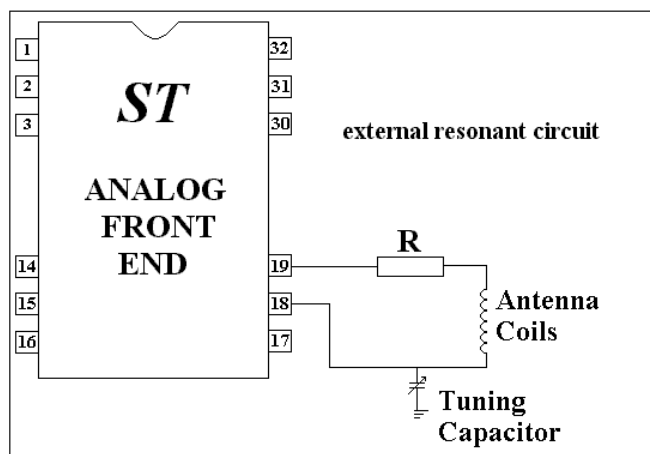 1
2
3
14
15
16
32
31
30
19
18
17
ST
ANALOG
FRONT
END
external resonant circuit
R
Antenna
Coils
Tuning
Capacitor